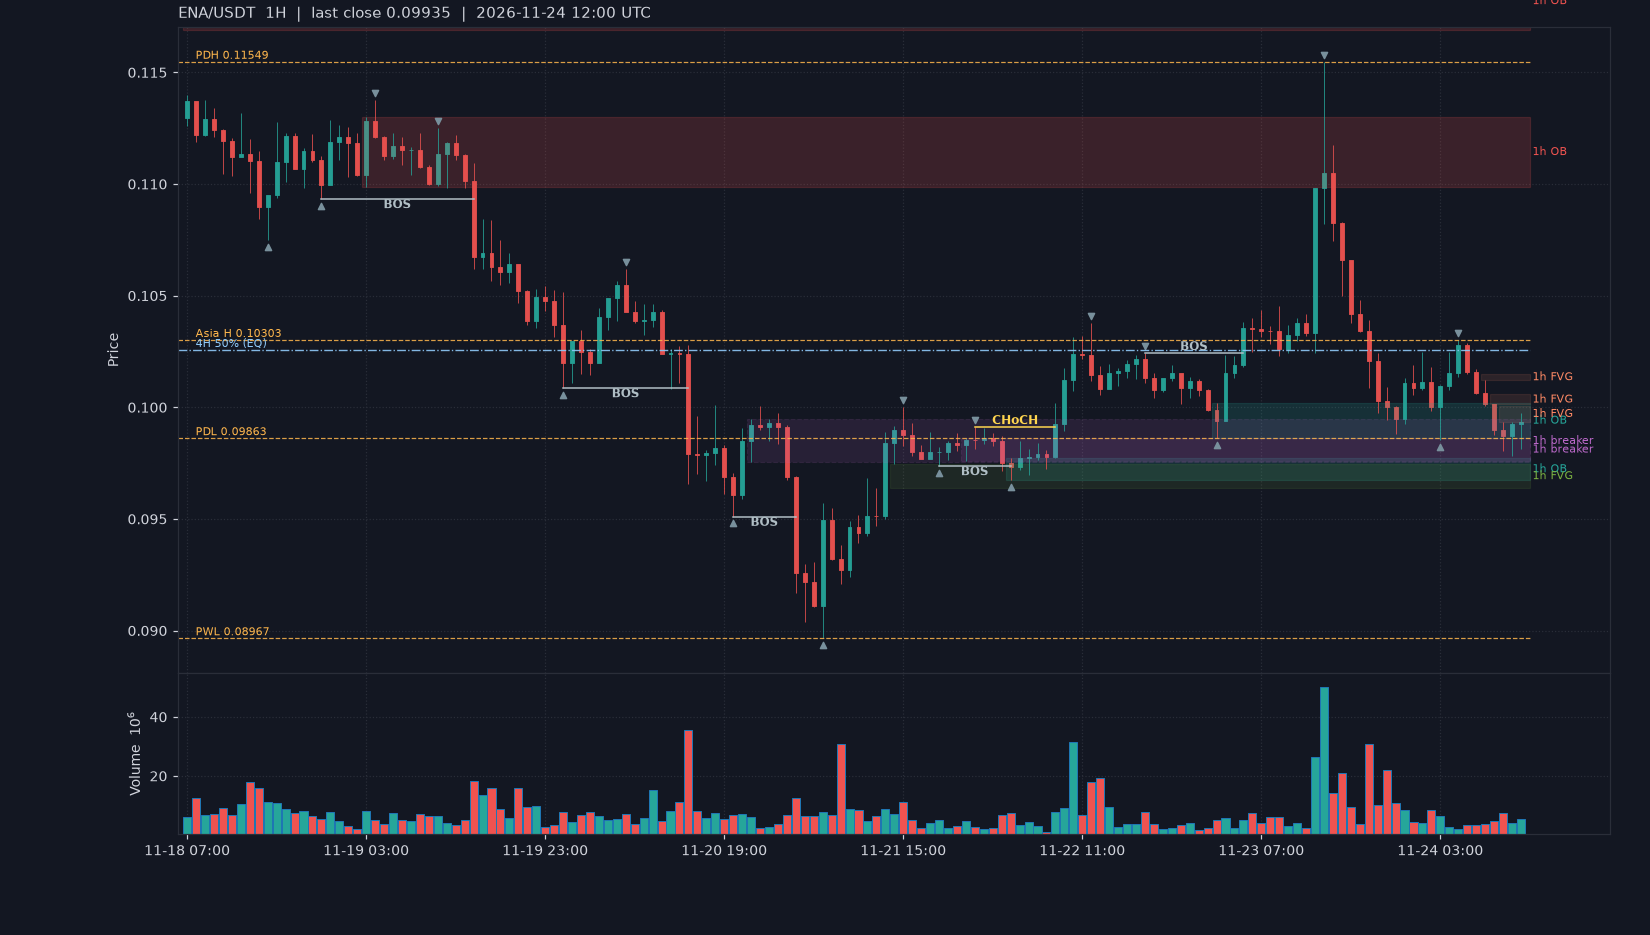 ENA/USDT 1H | last close 0.09935 | 2026-11-24 12:00 UTC
1h OB
PDH 0.11549
0.115
1h OB
0.110
BOS
0.105
Asia H 0.10303
4H 50% (EQ)
BOS
Price
1h FVG
BOS
1h FVG
0.100
1h FVG
CHoCH
1h OB
PDL 0.09863
1h breaker
1h breaker
BOS
1h OB
1h FVG
0.095
BOS
0.090
PWL 0.08967
Volume 10⁶
40
20
11-18 07:00
11-19 03:00
11-19 23:00
11-20 19:00
11-21 15:00
11-22 11:00
11-23 07:00
11-24 03:00